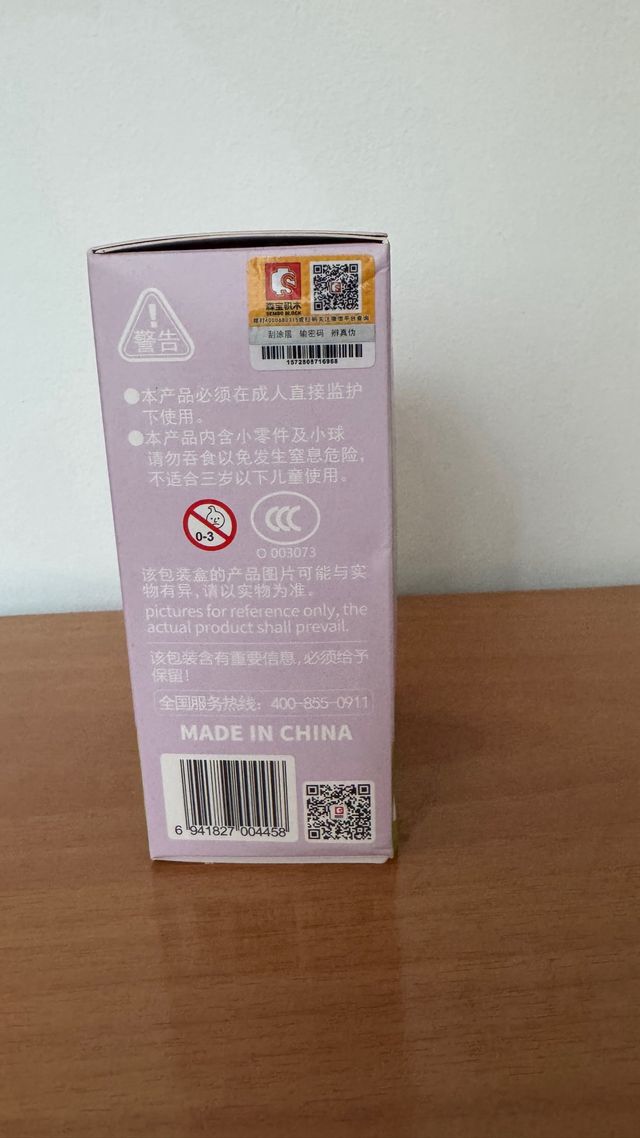 森宝积木
SEMBO BLOCK
刮涂层 输密码 辨真伪
警告
●本产品必须在成人直接监护
下使用。
●本产品内含小零件及小球
请勿吞食以免发生窒息危险,
不适合三岁以下儿童使用。
0-3
CCC
003073
该包装盒的产品图片可能与实
物有异,请以实物为准。
pictures for reference only, the
actual product shall prevail.
该包装含有重要信息,必须给予
保留!
全国服务热线: 400-855-0911
MADE IN CHINA
6 941827 004458